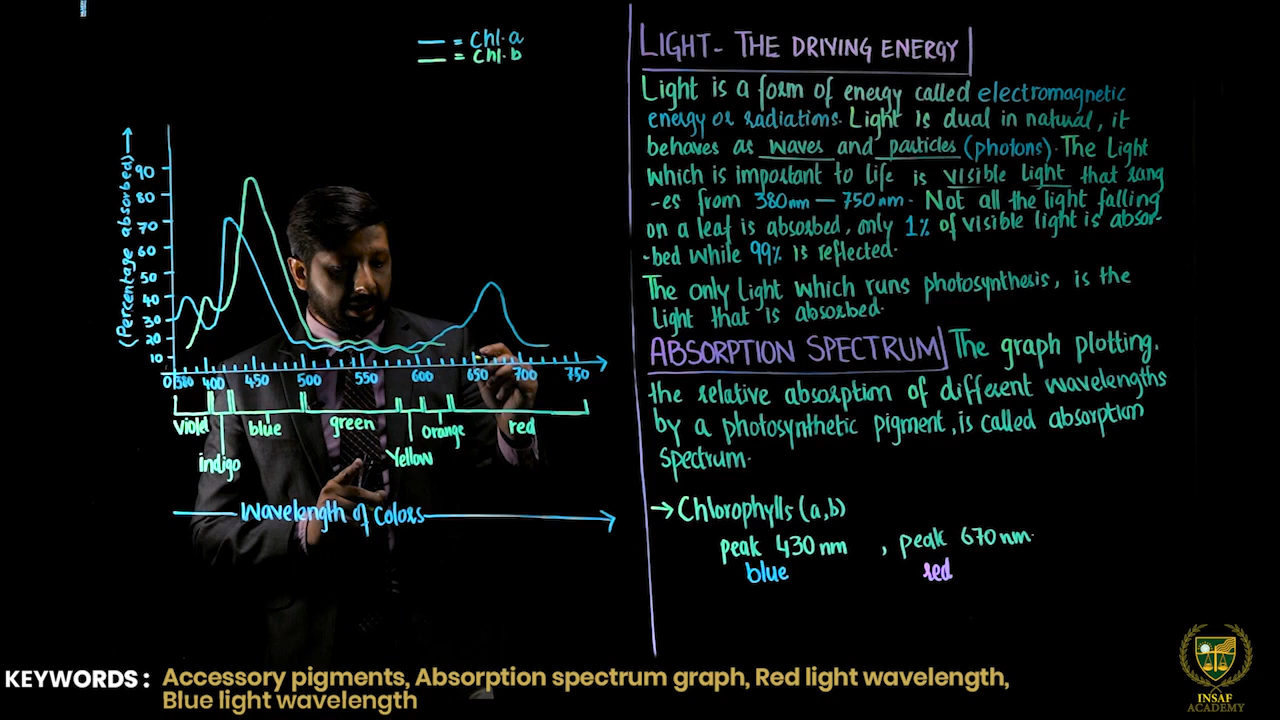 — = Chl·a
— = Chl·b
(Percentage absorbed)
90
80
70
60
50
40
30
20
10
0 380 400 450 500 550 600 650 700 750
violet blue green orange red
indigo Yellow
Wavelength of Colors
LIGHT- THE DRIVING ENERGY
Light is a form of energy called electromagnetic
energy or radiations. Light is dual in natural, it
behaves as waves and particles (photons). The Light
which is important to life is visible light that rang
-es from 380nm — 750nm. Not all the light falling
on a leaf is absorbed, only 1% of visible light is absor-
-bed while 99% is reflected.
The only Light which runs photosynthesis, is the
Light that is absorbed.
ABSORPTION SPECTRUM The graph plotting.
the relative absorption of different wavelengths
by a photosynthetic pigment, is called absorption
spectrum.
→ Chlorophylls (a,b)
peak 430nm , peak 670nm.
blue red
KEYWORDS : Accessory pigments, Absorption spectrum graph, Red light wavelength,
Blue light wavelength
INSAF
ACADEMY